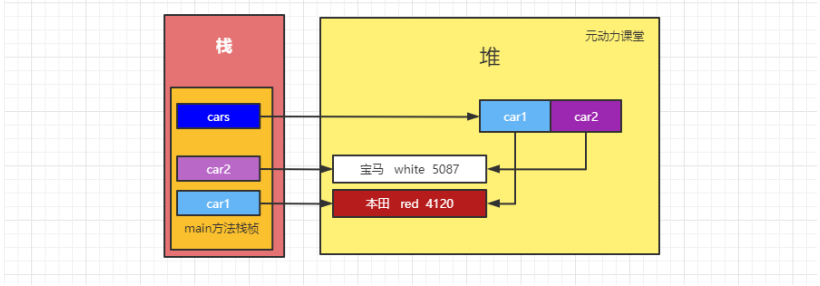 栈
元动力课堂
堆
cars
car1
car2
car2
宝马 white 5087
car1
本田 red 4120
main方法栈桢